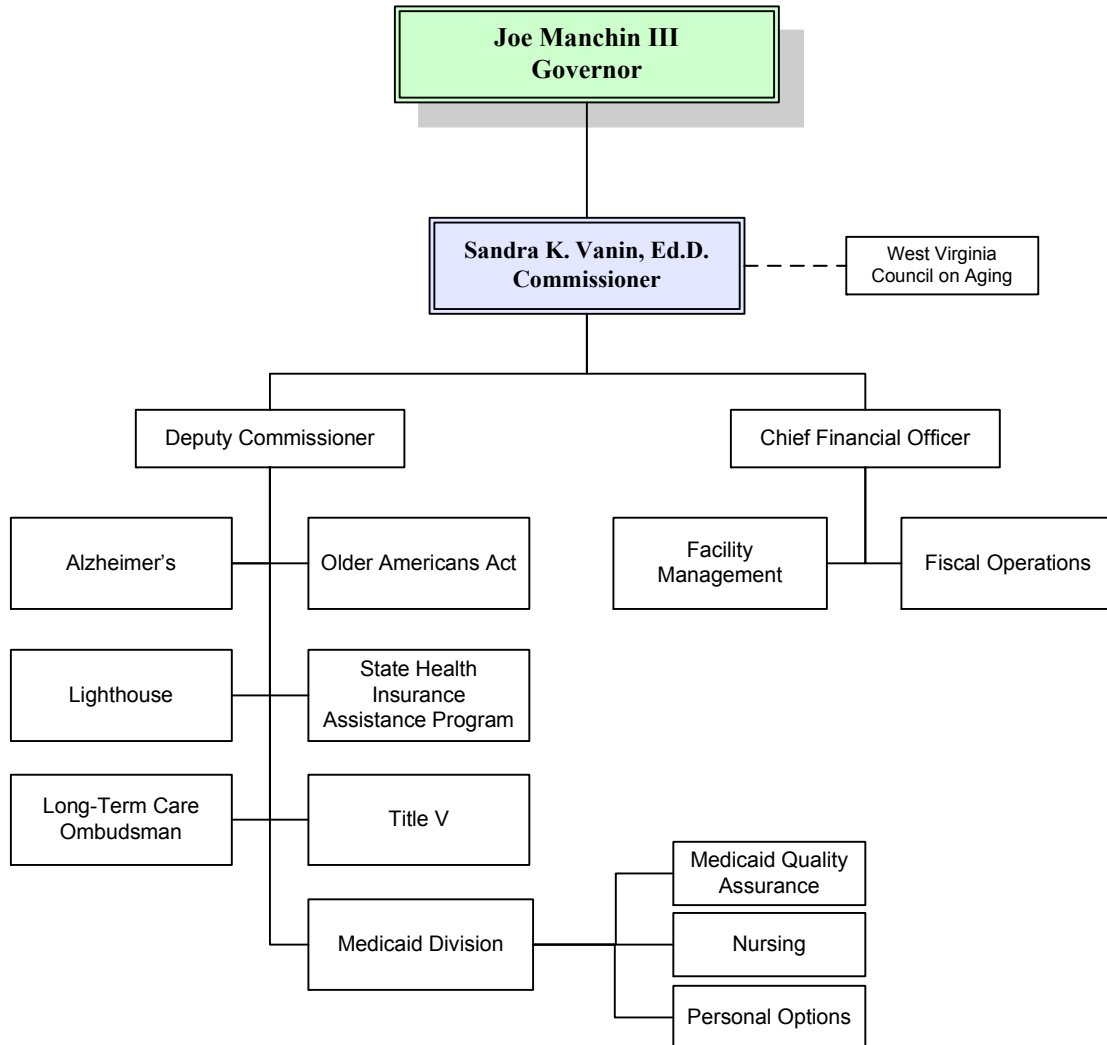 Joe Manchin III
Governor
Sandra K. Vanin, Ed.D.
Commissioner
West Virginia
Council on Aging
Deputy Commissioner
Chief Financial Officer
Alzheimer’s
Older Americans Act
Facility
Management
Fiscal Operations
Lighthouse
State Health
Insurance
Assistance Program
Long-Term Care
Ombudsman
Title V
Medicaid Division
Medicaid Quality
Assurance
Nursing
Personal Options